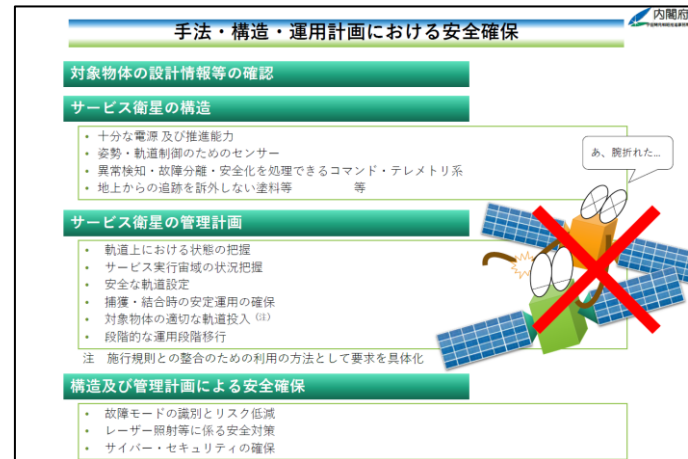 内閣府
手法・構造・運用計画における安全確保
対象物体の設計情報等の確認
サービス衛星の構造
• 十分な電源 及び推進能力
• 姿勢・軌道制御のためのセンサー
• 異常検知・故障分離・安全化を処理できるコマンド・テレメトリ系
• 地上からの追跡を訴外しない塗料等 等
あ、腕折れた...
サービス衛星の管理計画
• 軌道上における状態の把握
• サービス実行宙域の状況把握
• 安全な軌道設定
• 捕獲・結合時の安定運用の確保
• 対象物体の適切な軌道投入（注）
• 段階的な運用段階移行
注 施行規則との整合のための利用の方法として要求を具体化
構造及び管理計画による安全確保
• 故障モードの識別とリスク低減
• レーザー照射等に係る安全対策
• サイバー・セキュリティの確保